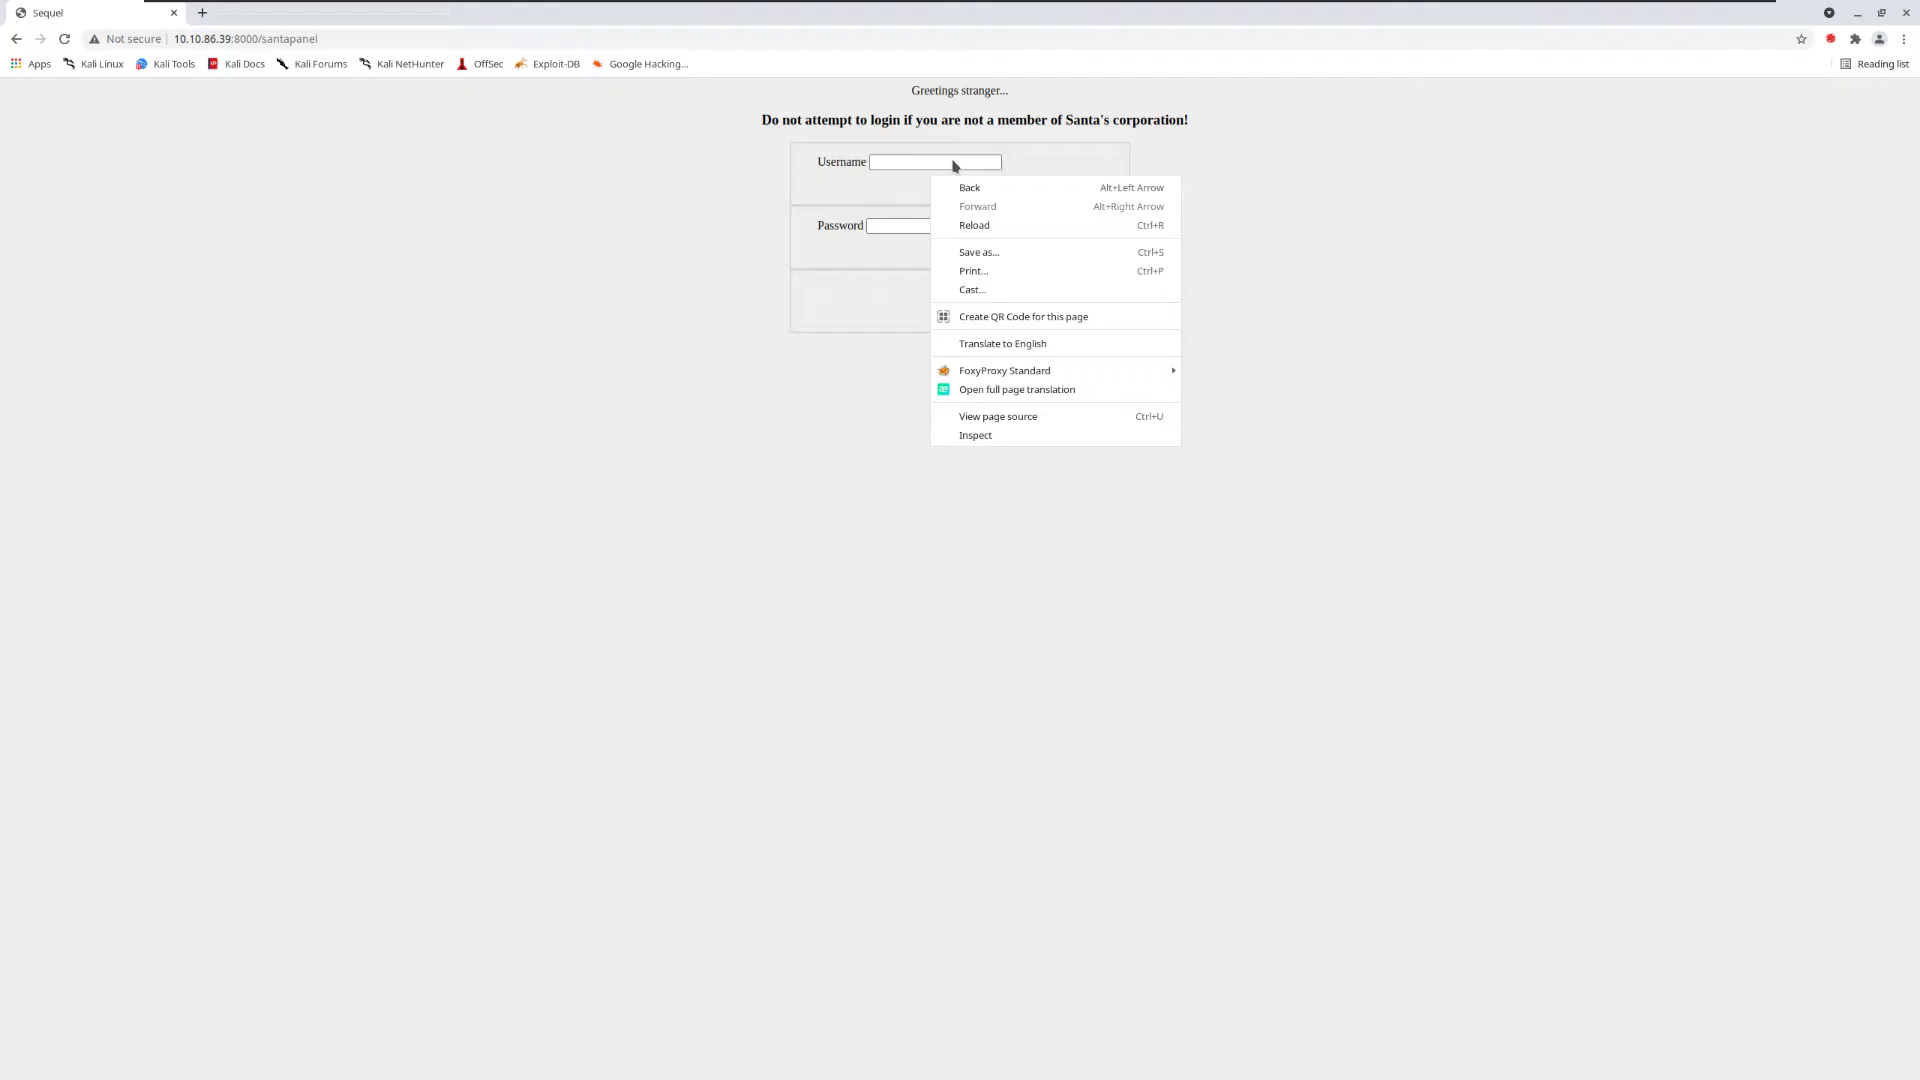 Sequel
Not secure 10.10.86.39:8000/santapanel
Apps Kali Linux Kali Tools Kali Docs Kali Forums Kali NetHunter OffSec Exploit-DB Google Hacking... Reading list
Greetings stranger...
Do not attempt to login if you are not a member of Santa's corporation!
Username
Password
Back Alt+Left Arrow
Forward Alt+Right Arrow
Reload Ctrl+R
Save as... Ctrl+S
Print... Ctrl+P
Cast...
Create QR Code for this page
Translate to English
FoxyProxy Standard
Open full page translation
View page source Ctrl+U
Inspect